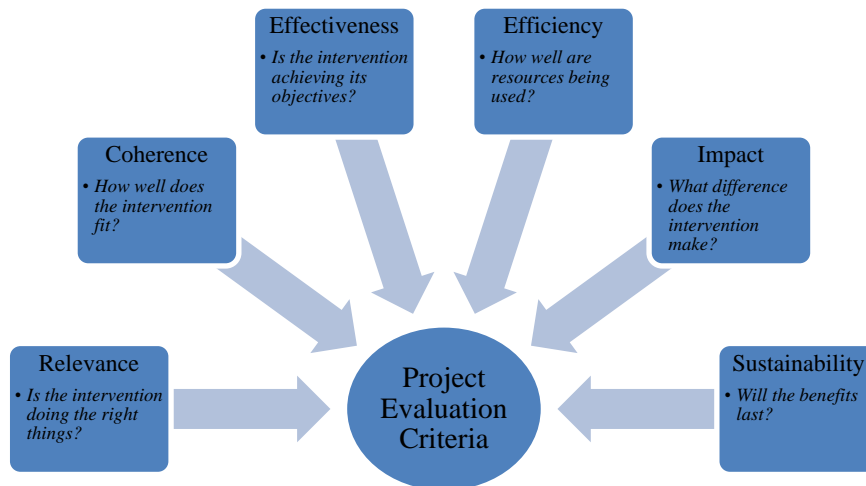 Effectiveness
• Is the intervention
achieving its
objectives?
Efficiency
• How well are
resources being
used?
Coherence
• How well does
the intervention
fit?
Impact
• What difference
does the
intervention
make?
Relevance
• Is the intervention
doing the right
things?
Project
Evaluation
Criteria
Sustainability
• Will the benefits
last?